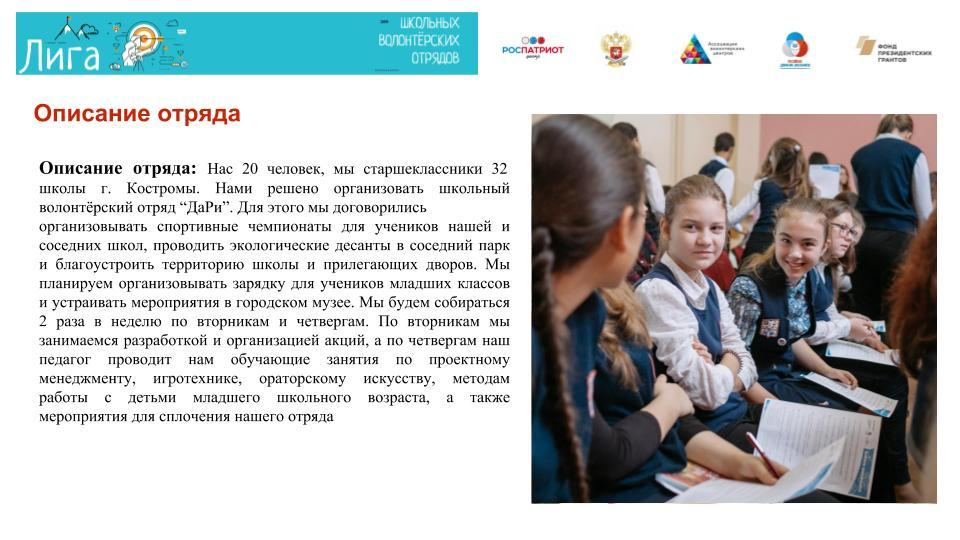 Лига
ШКОЛЬНЫХ
ВОЛОНТЁРСКИХ
ОТРЯДОВ
РОСПАТРИОТ
центр
Ассоциация
волонтерских
центров
ФОНД
ПРЕЗИДЕНТСКИХ
ГРАНТОВ
Описание отряда
Описание отряда: Нас 20 человек, мы старшеклассники 32
школы г. Костромы. Нами решено организовать школьный
волонтёрский отряд “ДаРи”. Для этого мы договорились
организовывать спортивные чемпионаты для учеников нашей и
соседних школ, проводить экологические десанты в соседний парк
и благоустроить территорию школы и прилегающих дворов. Мы
планируем организовывать зарядку для учеников младших классов
и устраивать мероприятия в городском музее. Мы будем собираться
2 раза в неделю по вторникам и четвергам. По вторникам мы
занимаемся разработкой и организацией акций, а по четвергам наш
педагог проводит нам обучающие занятия по проектному
менеджменту, игротехнике, ораторскому искусству, методам
работы с детьми младшего школьного возраста, а также
мероприятия для сплочения нашего отряда